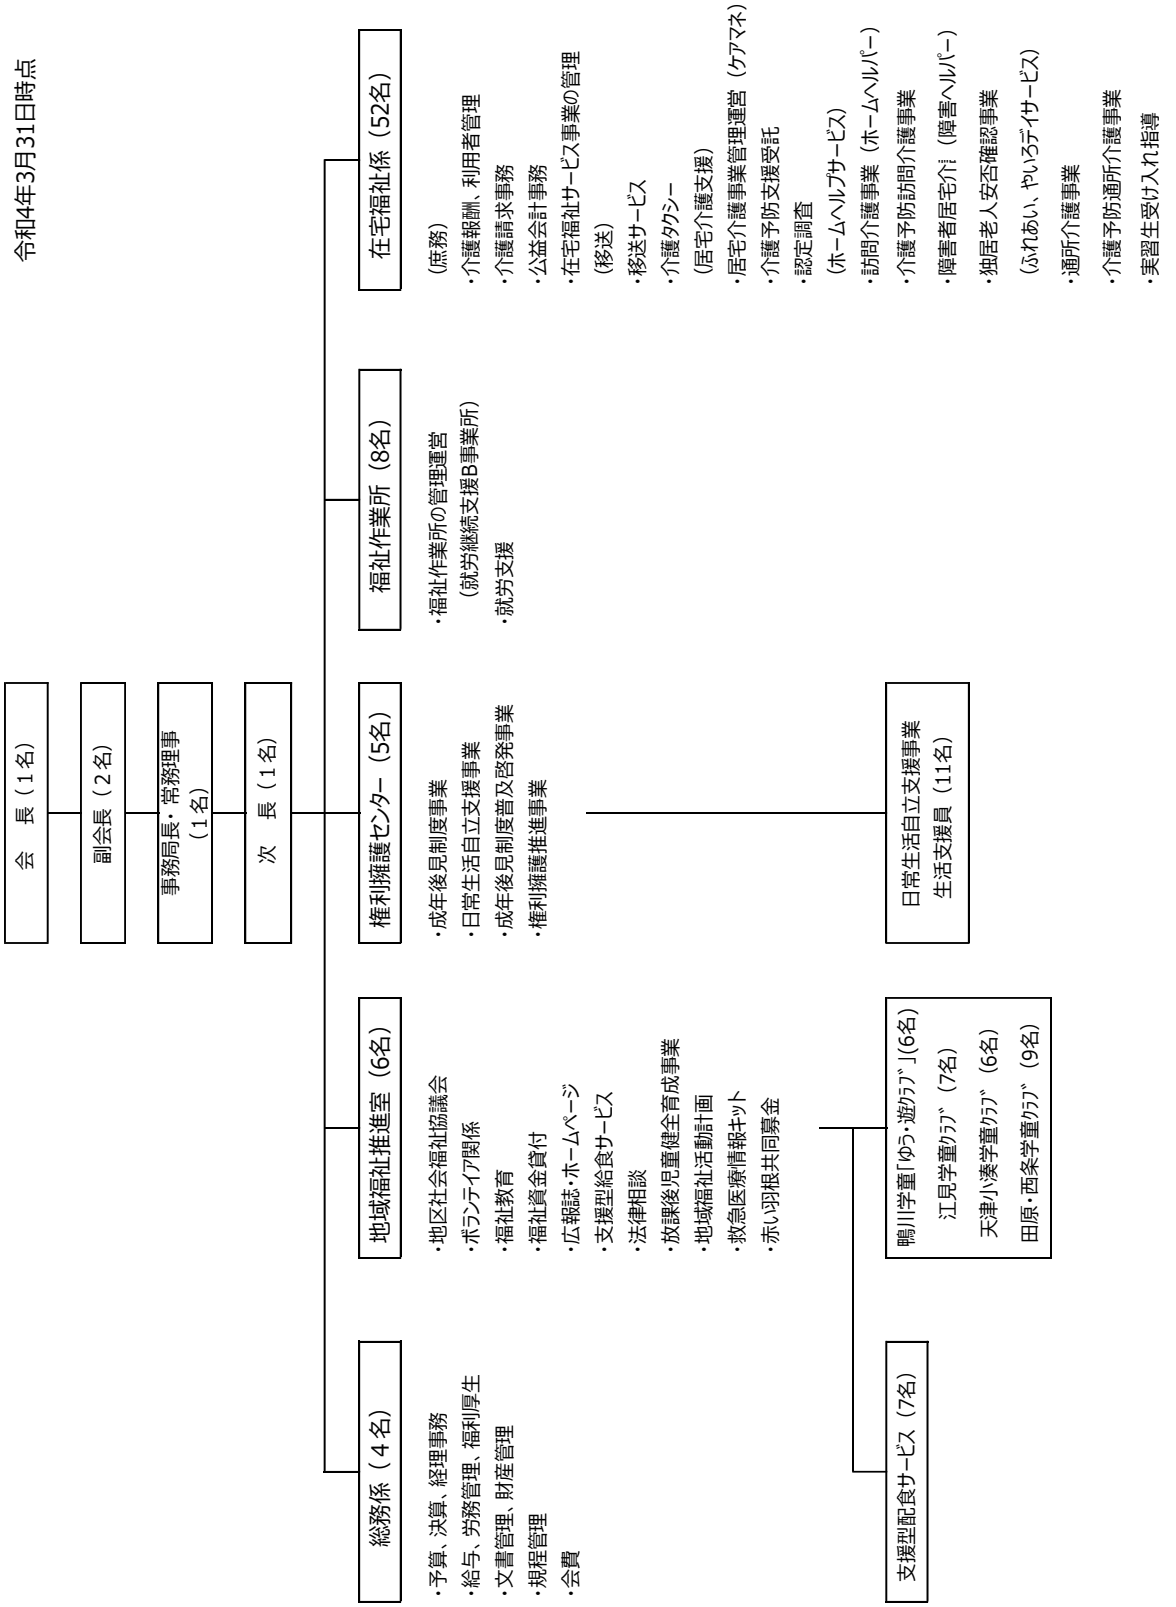 令和4年3月31日時点
会　長（１名）
副会長（２名）
事務局長・常務理事
（１名）
次　長（１名）
総務係（４名）
・予算、決算、経理事務
・給与、労務管理、福利厚生
・文書管理、財産管理
・規程管理
・会費
地域福祉推進室（6名）
・地区社会福祉協議会
・ボランティア関係
・福祉教育
・福祉資金貸付
・広報誌・ホームページ
・支援型給食サービス
・法律相談
・放課後児童健全育成事業
・地域福祉活動計画
・救急医療情報キット
・赤い羽根共同募金
権利擁護センター（5名）
・成年後見制度事業
・日常生活自立支援事業
・成年後見制度普及啓発事業
・権利擁護推進事業
福祉作業所（8名）
・福祉作業所の管理運営
（就労継続支援B事業所）
・就労支援
在宅福祉係（52名）
（庶務）
・介護報酬、利用者管理
・介護請求事務
・公益会計事務
・在宅福祉サービス事業の管理
（移送）
・移送サービス
・介護タクシー
（居宅介護支援）
・居宅介護事業管理運営（ケアマネ）
・介護予防支援受託
・認定調査
（ホームヘルプサービス）
・訪問介護事業（ホームヘルパー）
・介護予防訪問介護事業
・障害者居宅介（障害ヘルパー）
・独居老人安否確認事業
（ふれあい、やいろデイサービス）
・通所介護事業
・介護予防通所介護事業
・実習生受け入れ指導
支援型配食サービス（7名）
鴨川学童「ゆう・遊ｸﾗﾌﾞ」(6名)
江見学童ｸﾗﾌﾞ（7名）
天津小湊学童ｸﾗﾌﾞ（6名）
田原・西条学童ｸﾗﾌﾞ（9名）
日常生活自立支援事業
生活支援員（11名）